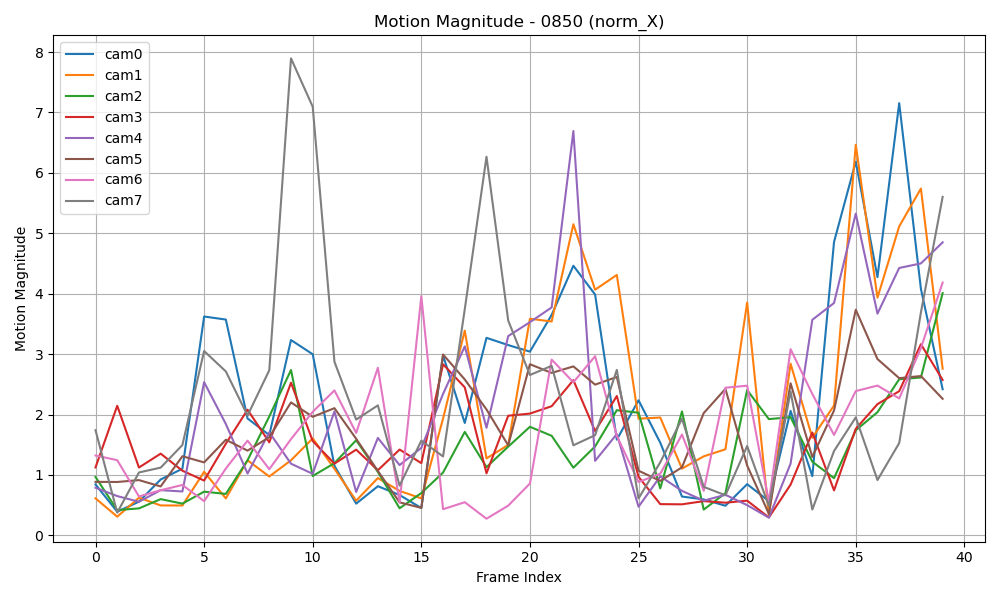 Motion Magnitude - 0850 (norm_X)
cam0
cam1
cam2
cam3
cam4
cam5
cam6
cam7
Motion Magnitude
8
7
6
5
4
3
2
1
0
0 5 10 15 20 25 30 35 40
Frame Index